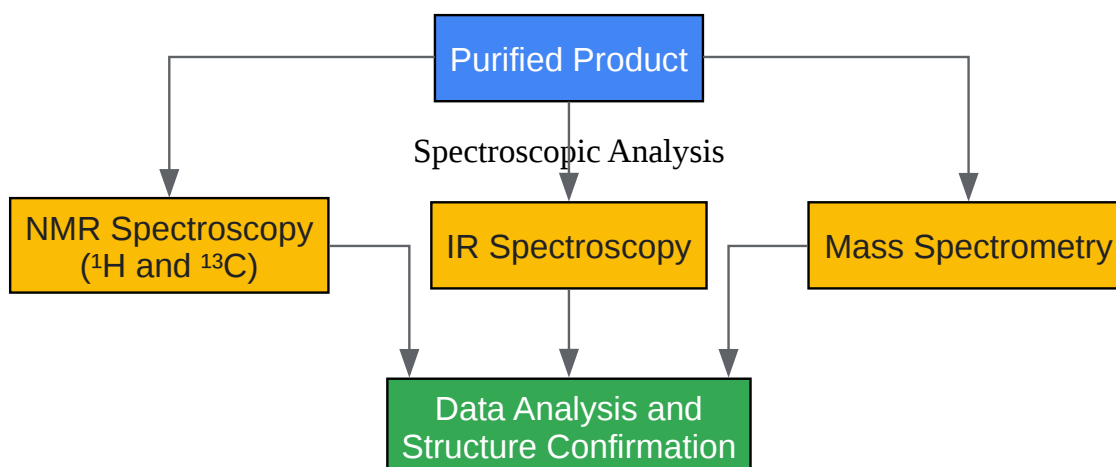 Purified Product
Spectroscopic Analysis
NMR Spectroscopy
(¹H and ¹³C)
IR Spectroscopy
Mass Spectrometry
Data Analysis and
Structure Confirmation